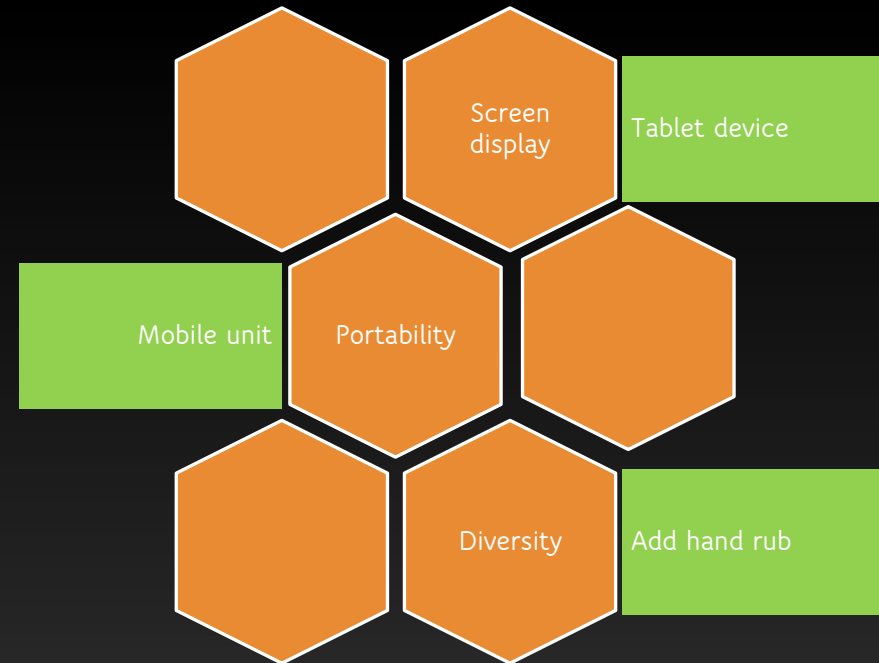 Screen
display
Tablet device
Mobile unit
Portability
Diversity
Add hand rub